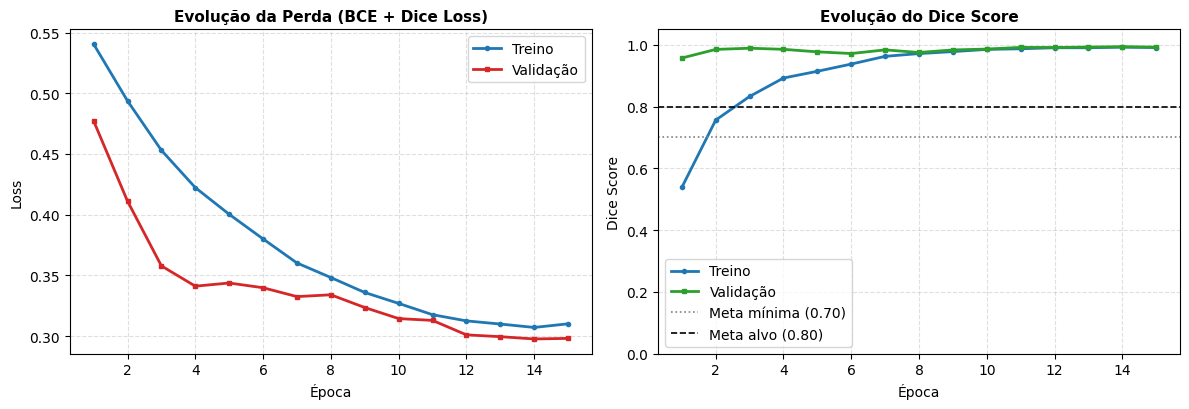 Evolução da Perda (BCE + Dice Loss)
0.55
0.50
0.45
0.40
0.35
0.30
Loss
2
4
6
8
10
12
14
Época
Treino
Validação
Evolução do Dice Score
1.0
0.8
0.6
0.4
0.2
0.0
Dice Score
2
4
6
8
10
12
14
Época
Treino
Validação
Meta mínima (0.70)
Meta alvo (0.80)